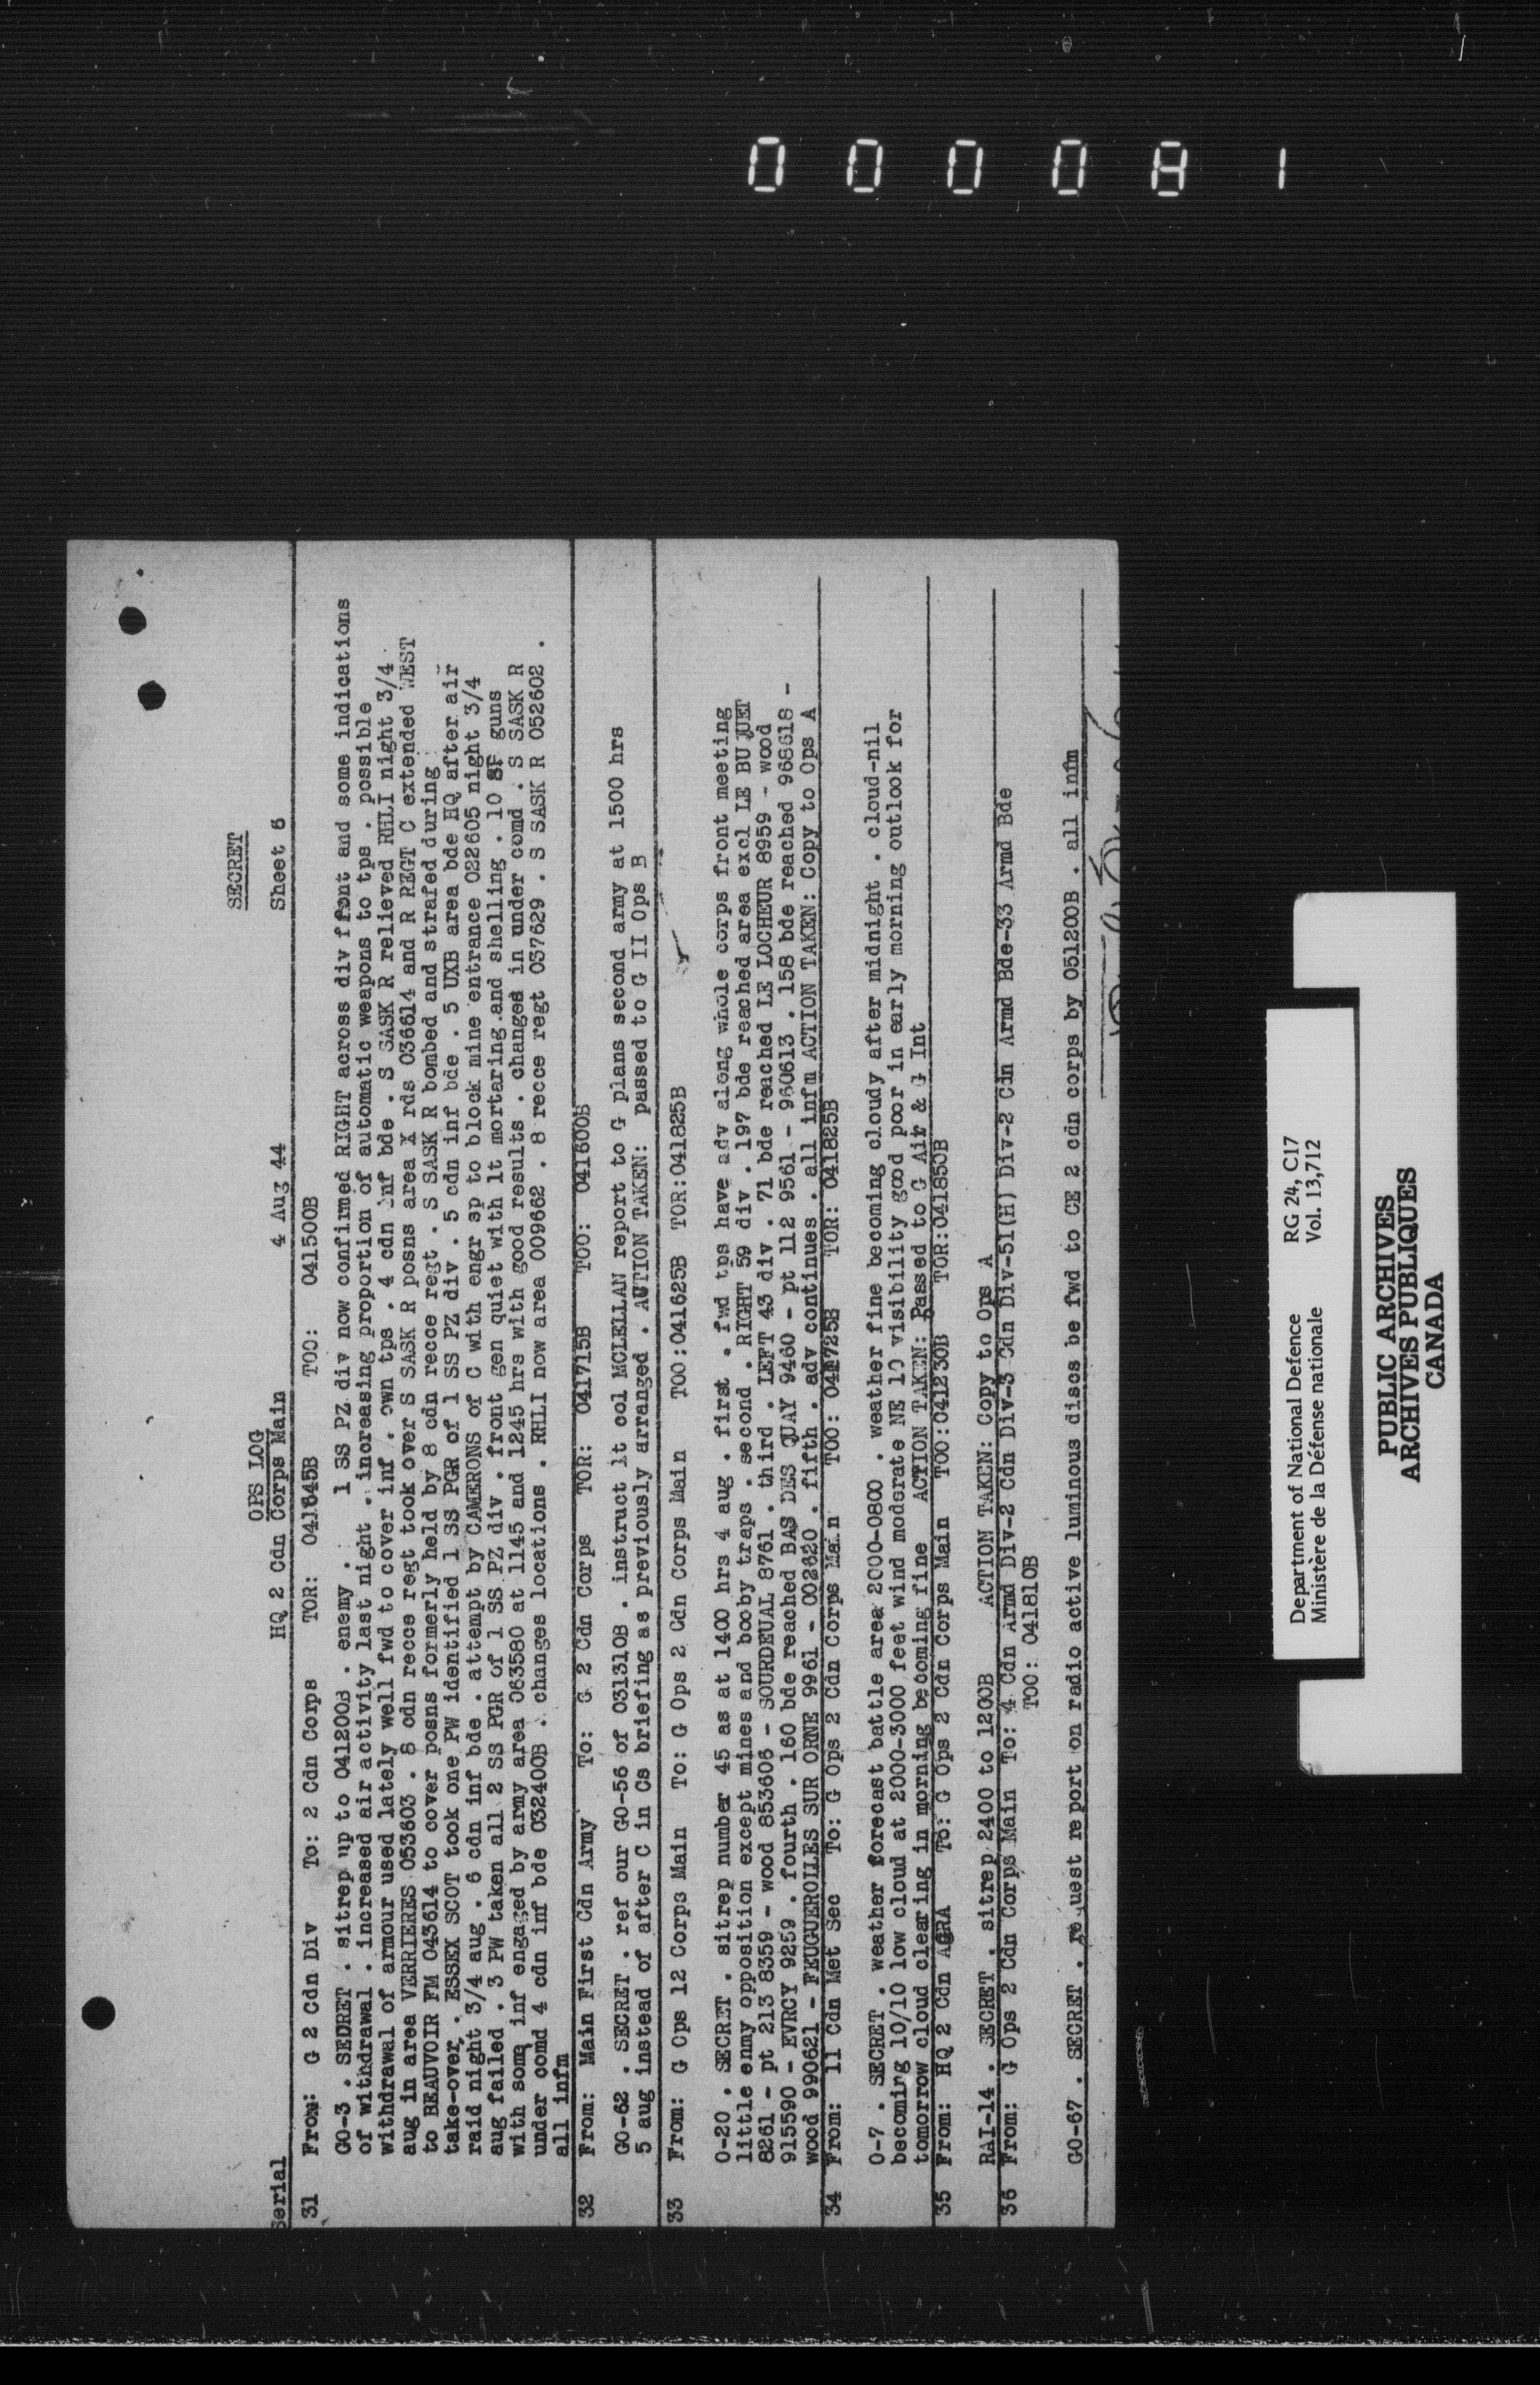 SECRET
OPS LOG
Serial HQ 2 Cdn Corps Main 4 Aug 44 Sheet 6
31 From: G 2 Cdn Div To: 2 Cdn Corps TOR: 041645B TOO: 041500B
GO-3 . SEDRET . sitrep up to 041200B . enemy . 1 SS PZ div now confirmed RIGHT across div front and some indications
of withdrawal . increased air activity last night . increasing proportion of automatic weapons to tps . possible
withdrawal of armour used lately well fwd to cover inf . own tps . 4 cdn inf bde . S SASK R relieved RHLI night 3/4
aug in area VERRIERES 053603 . 8 cdn recce regt took over S SASK R posns area X rds 036614 and R REGT C extended WEST
to BEAUVOIR FM 043614 to cover posns formerly held by 8 cdn recce regt . S SASK R bombed and strafed during
take-over . ESSEX SCOT took one PW identified 1 SS PGR of 1 SS PZ div . 5 cdn inf bde . 5 UXB area bde HQ after air
raid night 3/4 aug . 6 cdn inf bde . attempt by CAMERONS of C with engr sp to block mine entrance 022605 night 3/4
aug failed . 3 PW taken all 2 SS PGR of 1 SS PZ div . front gen quiet with lt mortaring and shelling . 10 SP guns
with some inf engaged by army area 063580 at 1145 and 1245 hrs with good results . changes in under comd . S SASK R
under comd 4 cdn inf bde 032400B . changes locations . RHLI now area 009662 . 8 recce regt 037629 . S SASK R 052602 .
all infm
32 From: Main First Cdn Army To: G 2 Cdn Corps TOR: 041715B TOO: 041600B
GO-62 . SECRET . ref our GO-56 of 031310B . instruct lt col MCLELLAN report to G plans second army at 1500 hrs
5 aug instead of after C in Cs briefing as previously arranged . ACTION TAKEN: passed to G II Ops B
33 From: G Ops 12 Corps Main To: G Ops 2 Cdn Corps Main TOO:041625B TOR:041825B
O-20 . SECRET . sitrep number 45 as at 1400 hrs 4 aug . first . fwd tps have adv along whole corps front meeting
little enmy opposition except mines and booby traps . second . RIGHT 59 div . 197 bde reached area excl LE BU QUET
8261 - pt 213 8359 - wood 853606 - SOURDEUAL 8761 . third . LEFT 43 div . 71 bde reached LE LOCHEUR 8959 - wood
915590 - EVRCY 9259 . fourth . 160 bde reached BAS DES QUAY 9460 - pt 112 9561 - 960613 . 158 bde reached 968618 -
wood 990621 - FEUGUEROILLES SUR ORNE 9961 - 002620 . fifth . adv continues . all infm ACTION TAKEN: Copy to Ops A
34 From: 11 Cdn Met Sec To: G Ops 2 Cdn Corps Main TOO: 041725B TOR: 041825B
O-7 . SECRET . weather forecast battle area 2000-0800 . weather fine becoming cloudy after midnight . cloud-nil
becoming 10/10 low cloud at 2000-3000 feet wind moderate NE 10 visibility good poor in early morning outlook for
tomorrow cloud clearing in morning becoming fine ACTION TAKEN: Passed to G Air & G Int
35 From: HQ 2 Cdn AGRA To: G Ops 2 Cdn Corps Main TOO:041230B TOR:041850B
RAI-14 . SECRET . sitrep 2400 to 1200B ACTION TAKEN: Copy to Ops A
36 From: G Ops 2 Cdn Corps Main To: 4 Cdn Armd Div-2 Cdn Div-3 Cdn Div-51(H) Div-2 Cdn Armd Bde-33 Armd Bde
TOO: 041810B
GO-67 . SECRET . request report on radio active luminous discs be fwd to CE 2 cdn corps by 051200B . all infm
000081
Department of National Defence RG 24, C17
Ministère de la Défense nationale Vol. 13,712
PUBLIC ARCHIVES
ARCHIVES PUBLIQUES
CANADA